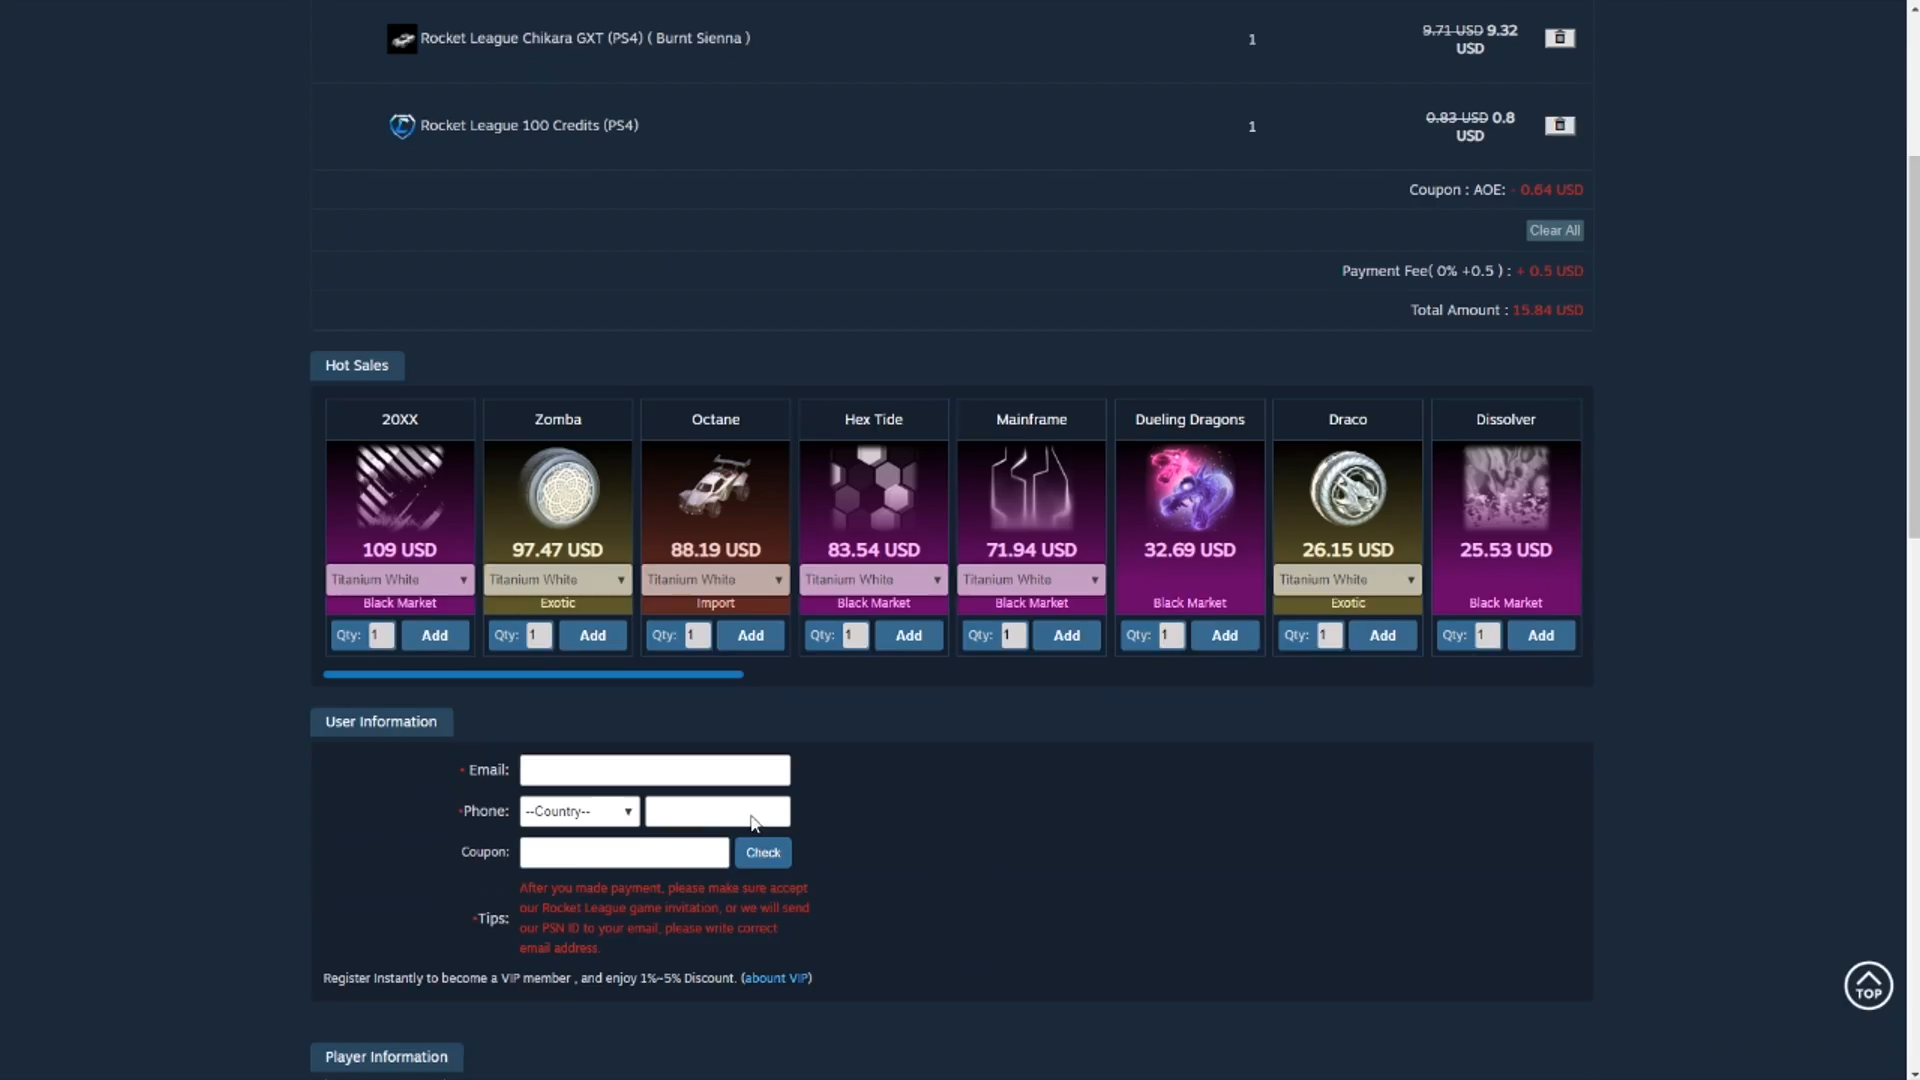 Rocket League Chikara GXT (PS4) ( Burnt Sienna )
1
9.71 USD 9.32
USD
Rocket League 100 Credits (PS4)
1
0.83 USD 0.8
USD
Coupon : AOE: - 0.64 USD
Clear All
Payment Fee( 0% +0.5 ) : + 0.5 USD
Total Amount : 15.84 USD
Hot Sales
20XX Zomba Octane Hex Tide Mainframe Dueling Dragons Draco Dissolver
109 USD 97.47 USD 88.19 USD 83.54 USD 71.94 USD 32.69 USD 26.15 USD 25.53 USD
Titanium White Titanium White Titanium White Titanium White Titanium White Titanium White
Black Market Exotic Import Black Market Black Market Black Market Exotic Black Market
Qty: 1 Add Qty: 1 Add Qty: 1 Add Qty: 1 Add Qty: 1 Add Qty: 1 Add Qty: 1 Add Qty: 1 Add
User Information
* Email:
*Phone: --Country--
Coupon: Check
*Tips:
After you made payment, please make sure accept
our Rocket League game invitation, or we will send
our PSN ID to your email, please write correct
email address.
Register Instantly to become a VIP member , and enjoy 1%~5% Discount. (abount VIP)
TOP
Player Information